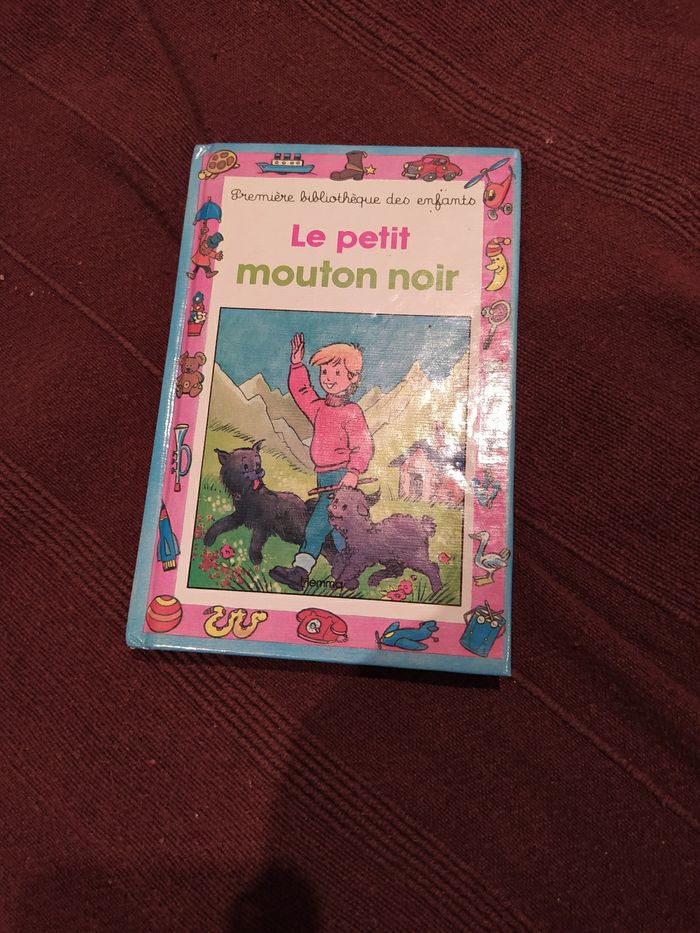 Première bibliothèque des enfants
Le petit
mouton noir
Hemma